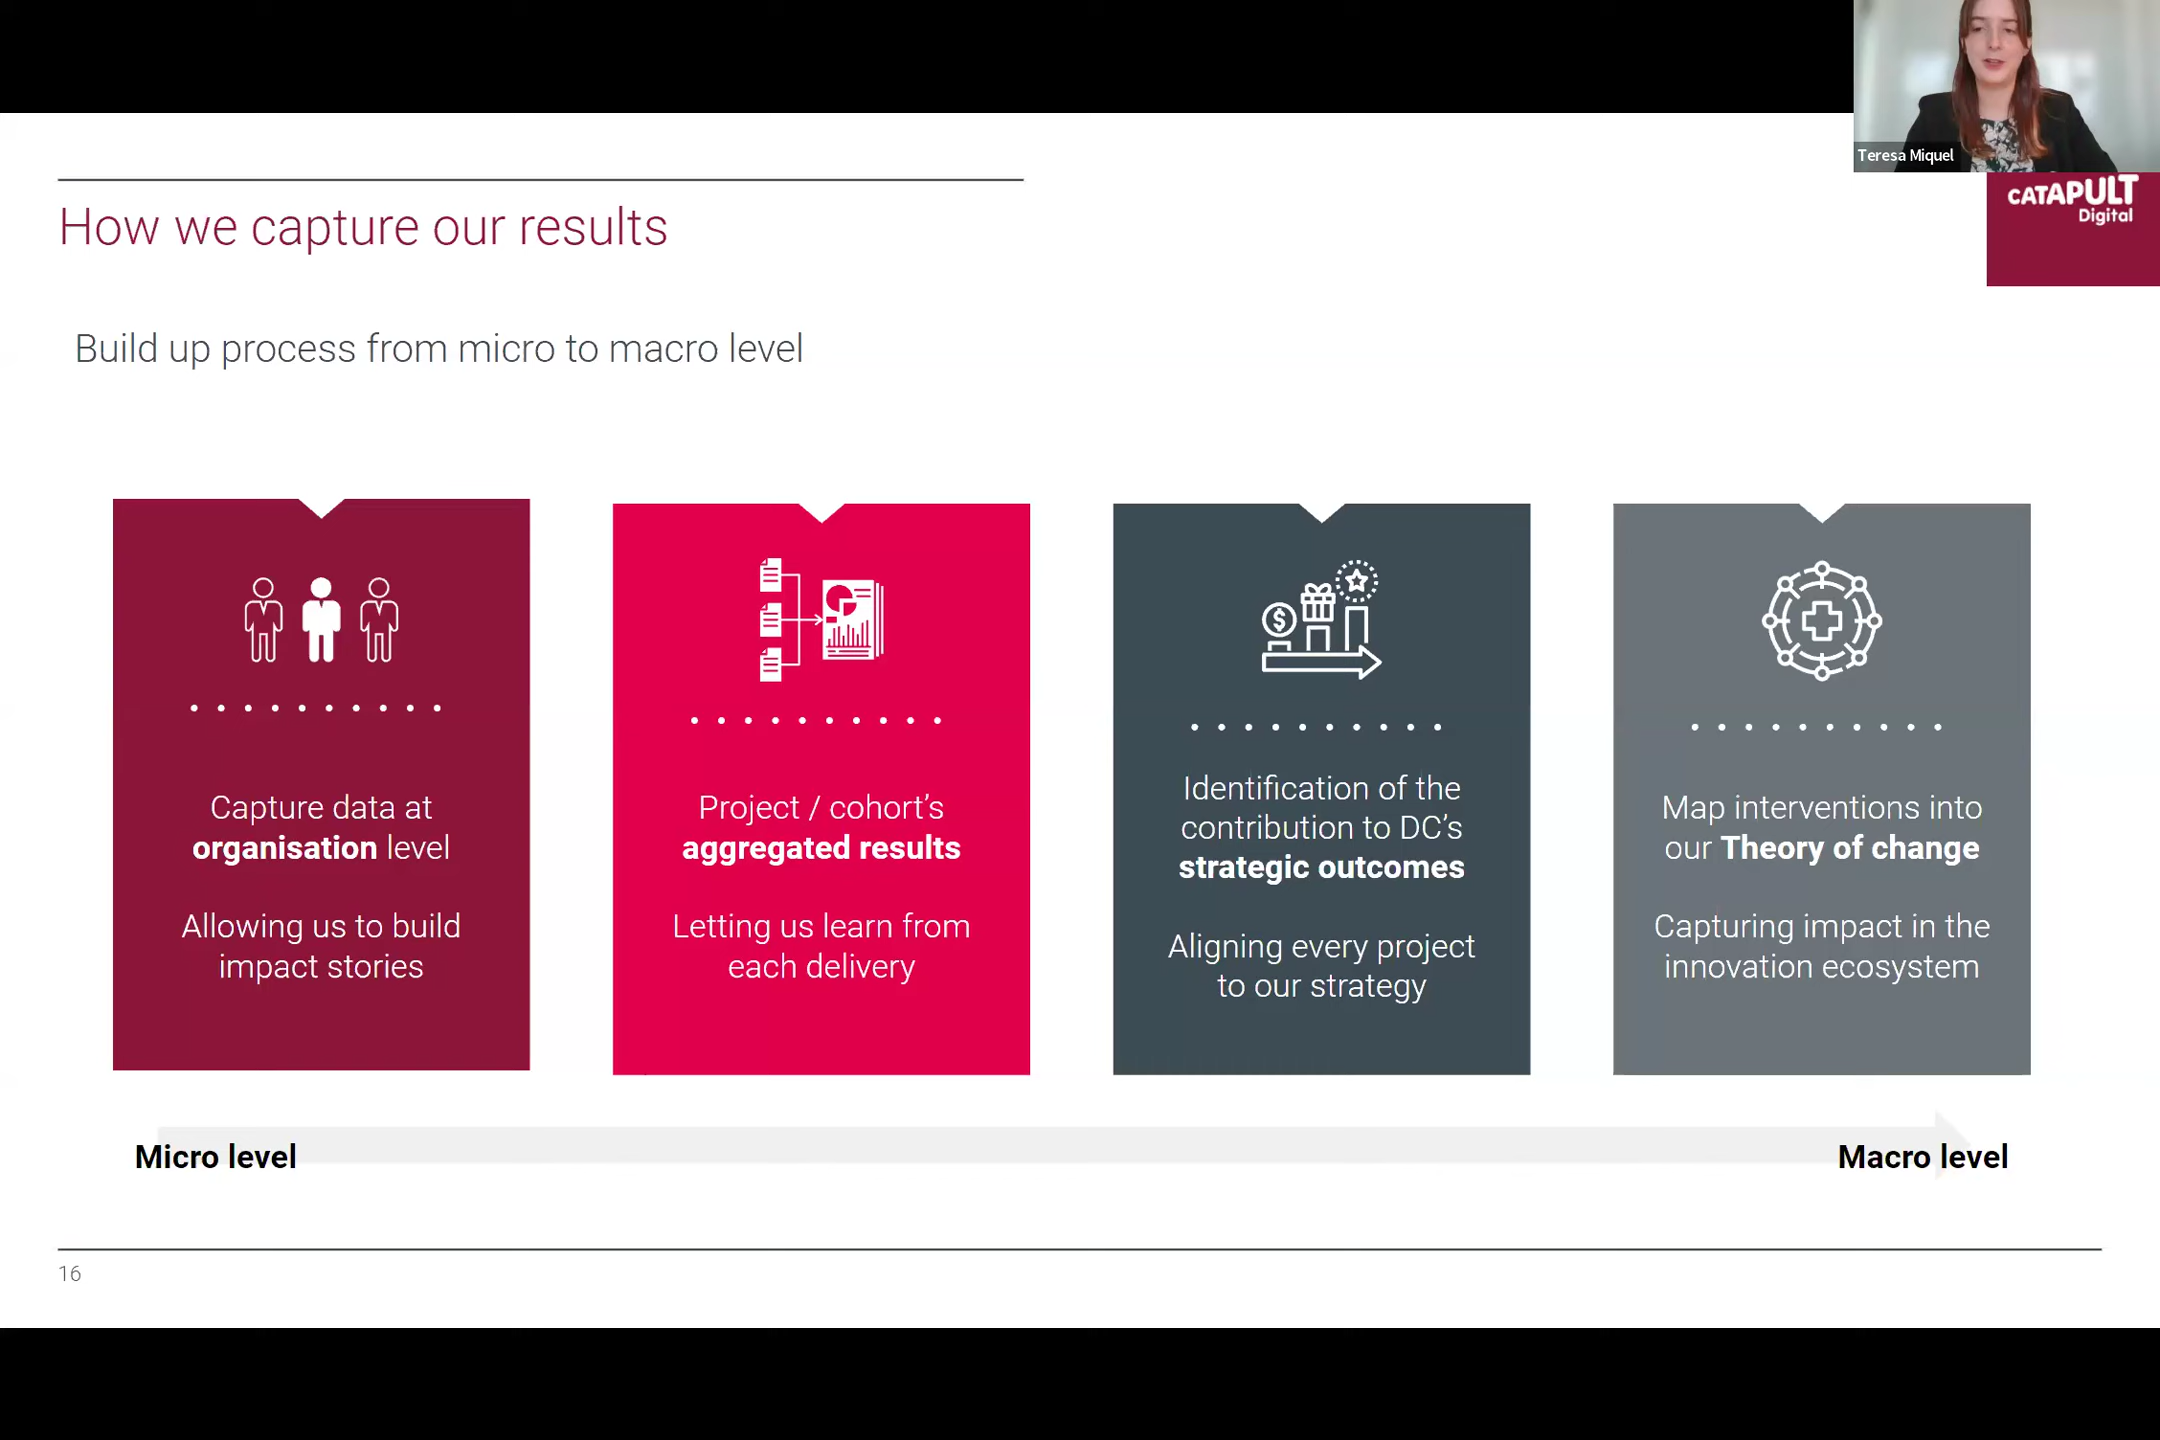 Teresa Miquel
CATAPULT
Digital
How we capture our results
Build up process from micro to macro level
Capture data at
organisation level
Allowing us to build
impact stories
Project / cohort’s
aggregated results
Letting us learn from
each delivery
$
Identification of the
contribution to DC’s
strategic outcomes
Aligning every project
to our strategy
Map interventions into
our Theory of change
Capturing impact in the
innovation ecosystem
Micro level
Macro level
16